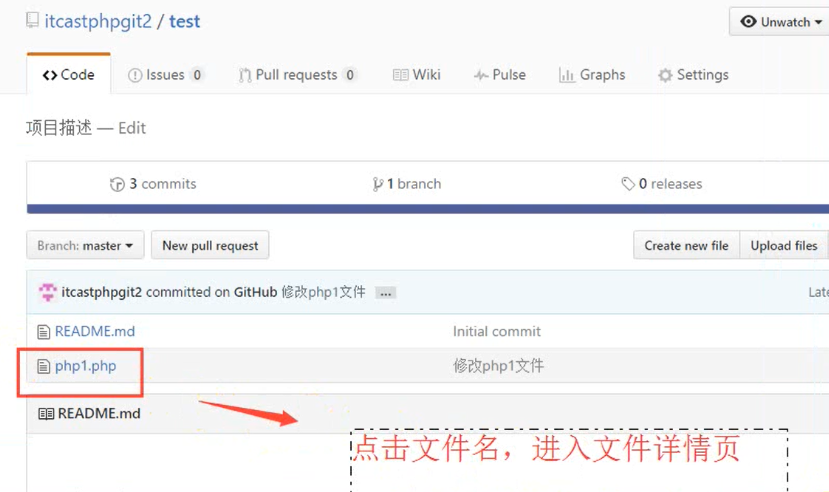 itcastphpgit2 / test
Unwatch
Code Issues 0 Pull requests 0 Wiki Pulse Graphs Settings
项目描述 — Edit
3 commits 1 branch 0 releases
Branch: master New pull request Create new file Upload files
itcastphpgit2 committed on GitHub 修改php1文件 ...
README.md Initial commit
php1.php 修改php1文件
README.md
点击文件名，进入文件详情页